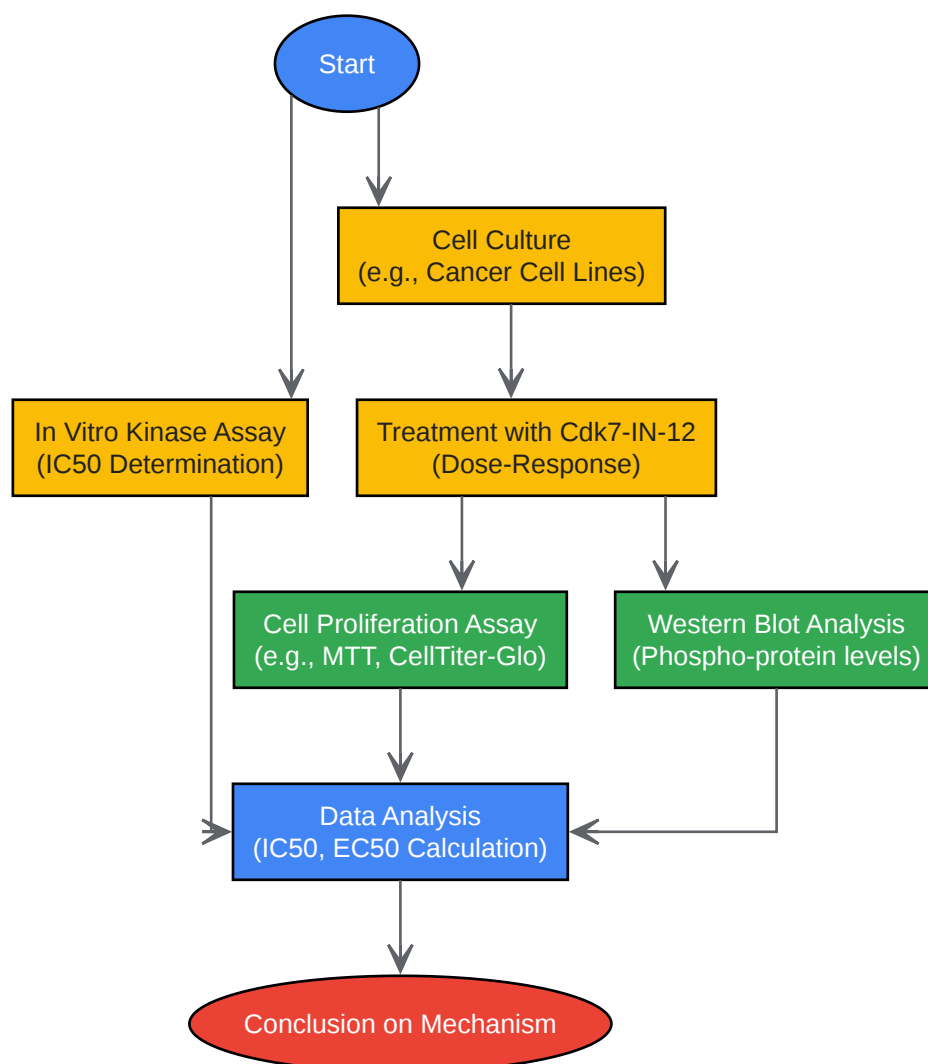 Start
Cell Culture
(e.g., Cancer Cell Lines)
In Vitro Kinase Assay
(IC50 Determination)
Treatment with Cdk7-IN-12
(Dose-Response)
Cell Proliferation Assay
(e.g., MTT, CellTiter-Glo)
Western Blot Analysis
(Phospho-protein levels)
Data Analysis
(IC50, EC50 Calculation)
Conclusion on Mechanism